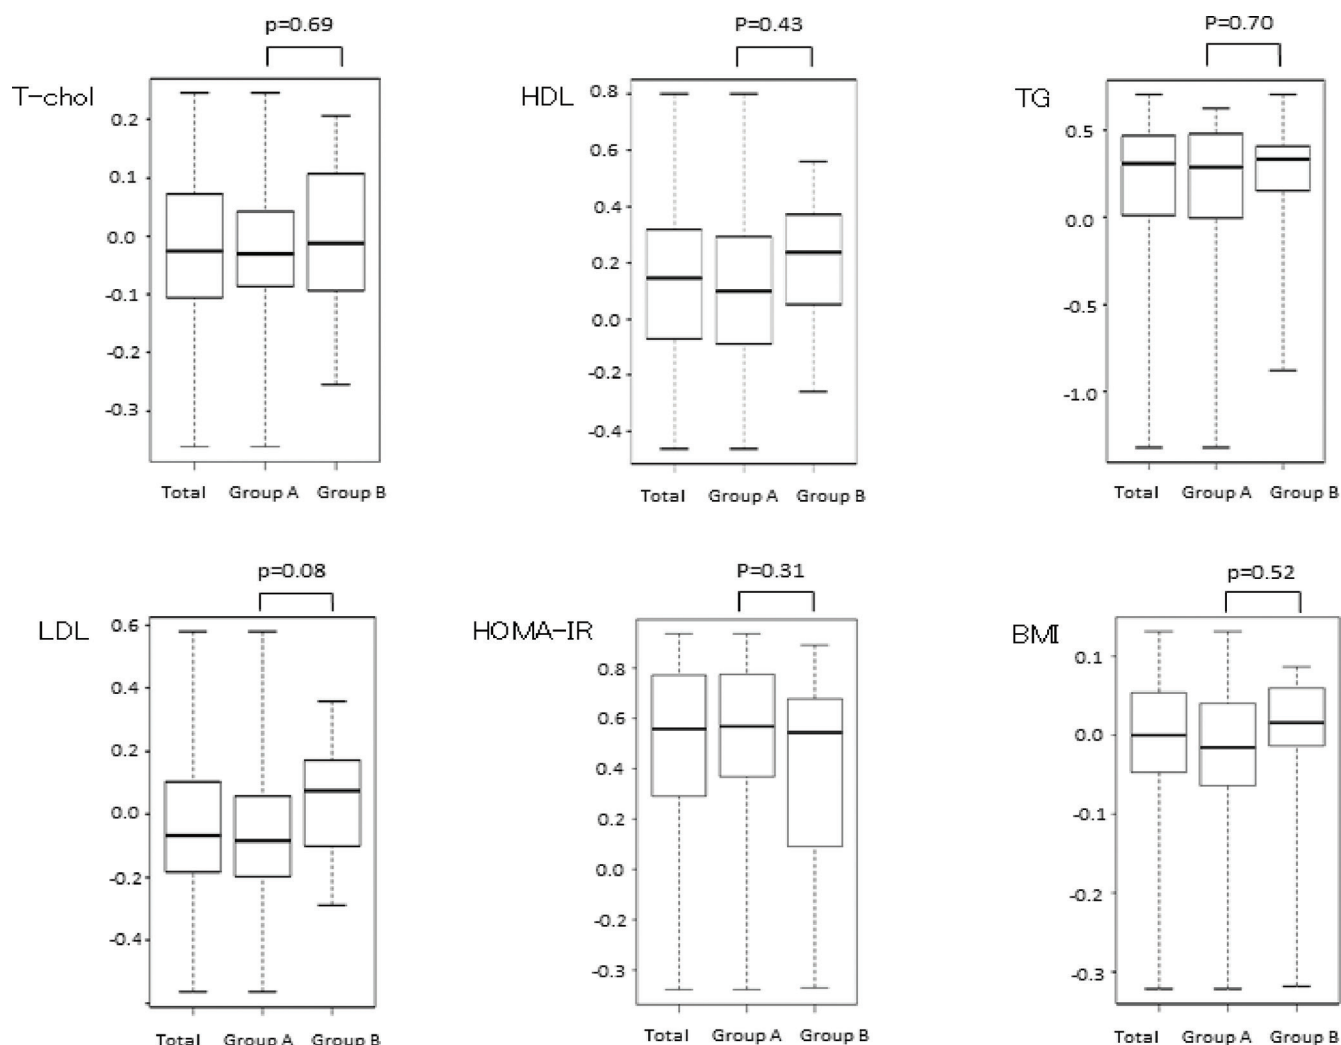 p=0.69
T-chol
0.2
0.1
0.0
-0.1
-0.2
-0.3
Total Group A Group B
P=0.43
HDL
0.8
0.6
0.4
0.2
0.0
-0.2
-0.4
Total Group A Group B
P=0.70
TG
0.5
0.0
-0.5
-1.0
Total Group A Group B
p=0.08
LDL
0.6
0.4
0.2
0.0
-0.2
-0.4
Total Group A Group B
P=0.31
HOMA-IR
0.8
0.6
0.4
0.2
0.0
-0.2
-0.3
Total Group A Group B
p=0.52
BMI
0.1
0.0
-0.1
-0.2
-0.3
Total Group A Group B